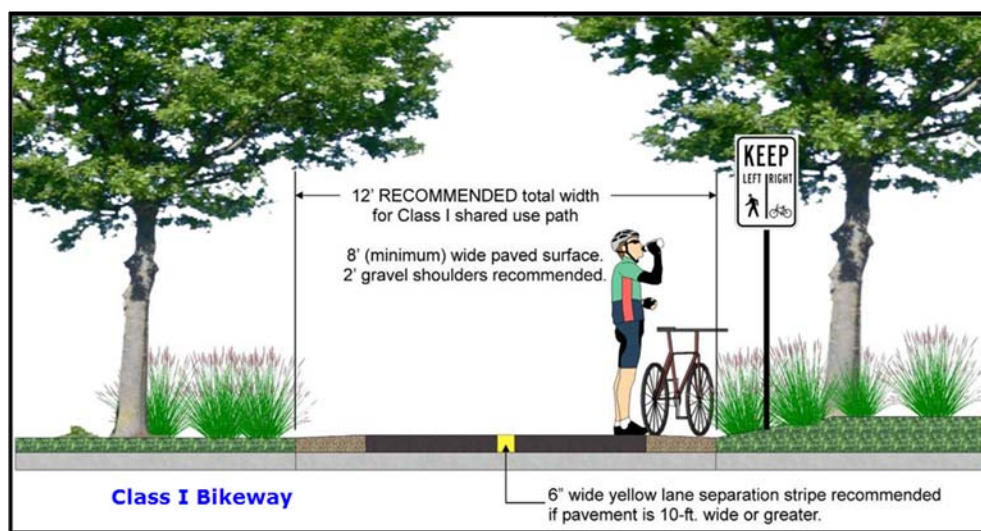 KEEP
LEFT RIGHT
12' RECOMMENDED total width
for Class I shared use path
8' (minimum) wide paved surface.
2' gravel shoulders recommended.
Class I Bikeway
6" wide yellow lane separation stripe recommended
if pavement is 10-ft. wide or greater.